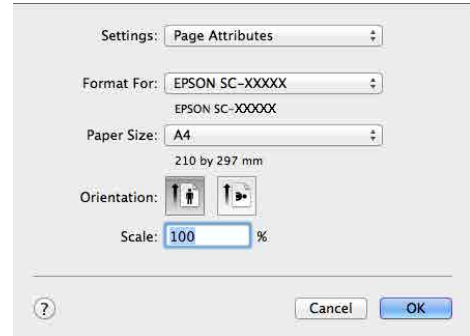 Settings: Page Attributes
Format For: EPSON SC-XXXXX
EPSON SC-XXXXX
Paper Size: A4
210 by 297 mm
Orientation:
Scale: 100 %
? Cancel OK